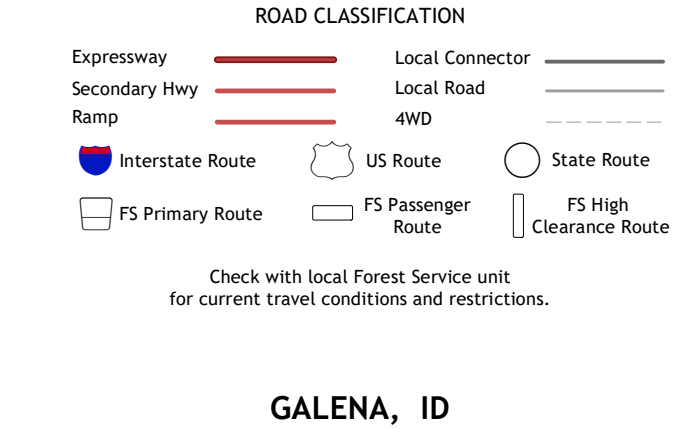 ROAD CLASSIFICATION
Expressway
Local Connector
Secondary Hwy
Local Road
Ramp
4WD
Interstate Route
US Route
State Route
FS Primary Route
FS Passenger
Route
FS High
Clearance Route
Check with local Forest Service unit
for current travel conditions and restrictions.
GALENA, ID